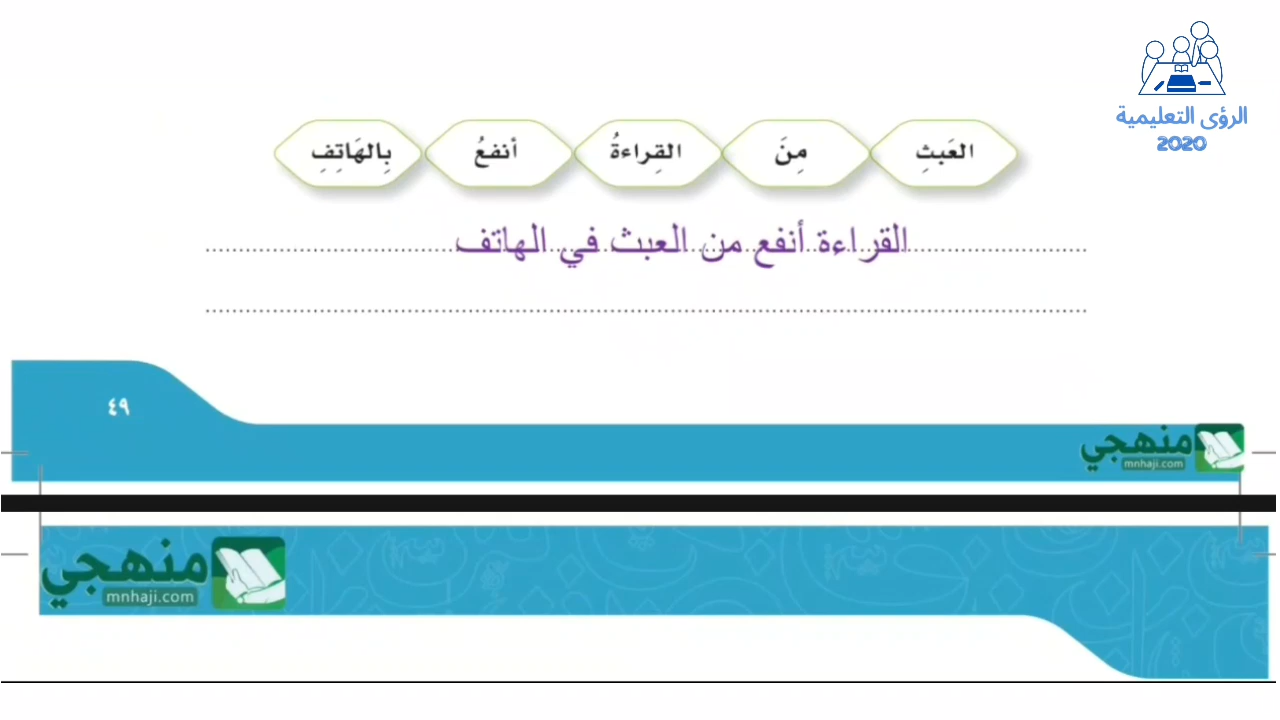 الرؤى التعليمية
2020
العَبثِ مِنَ القِراءةُ أنفعُ بِالهَاتِفِ
القراءة أنفع من العبث في الهاتف
٤٩
منهجي
mnhaji.com
منهجي
mnhaji.com